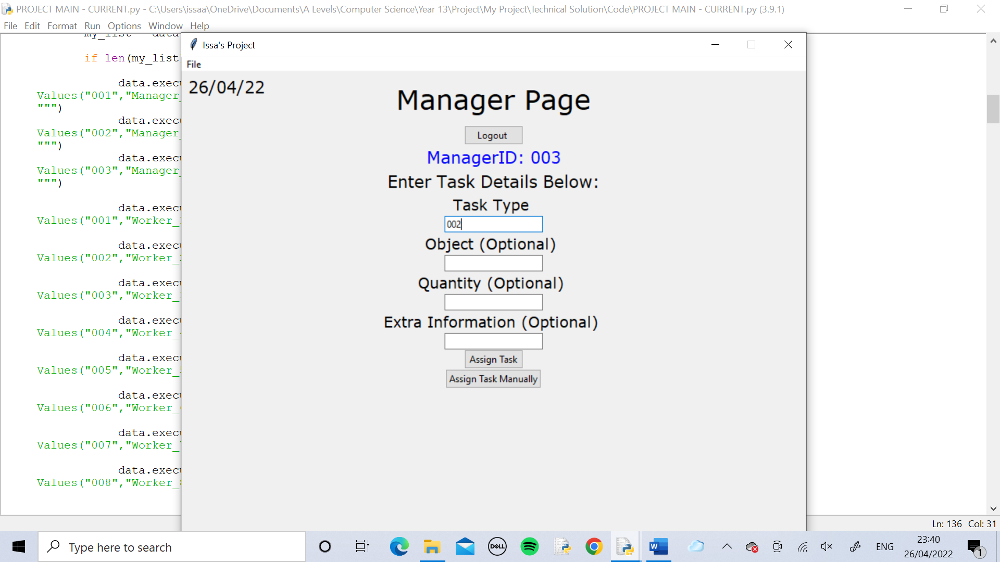 PROJECT MAIN - CURRENT.py - C:\Users\issaa\OneDrive\Documents\A Levels\Computer Science\Year 13\Project\My Project\Technical Solution\Code\PROJECT MAIN - CURRENT.py (3.9.1)
File Edit Format Run Options Window Help
if len(my_list
data.exec
Values("001","Manager_
""")
data.exec
Values("002","Manager_
""")
data.exec
Values("003","Manager_
""")
data.exec
Values("001","Worker_
data.exec
Values("002","Worker_
data.exec
Values("003","Worker_
data.exec
Values("004","Worker_
data.exec
Values("005","Worker_
data.exec
Values("006","Worker_
data.exec
Values("007","Worker_
data.exec
Values("008","Worker_
Issa's Project
File
26/04/22
Manager Page
Logout
ManagerID: 003
Enter Task Details Below:
Task Type
002
Object (Optional)
Quantity (Optional)
Extra Information (Optional)
Assign Task
Assign Task Manually
Ln: 136 Col: 31
Type here to search
DELL
W
ENG
23:40
26/04/2022
1